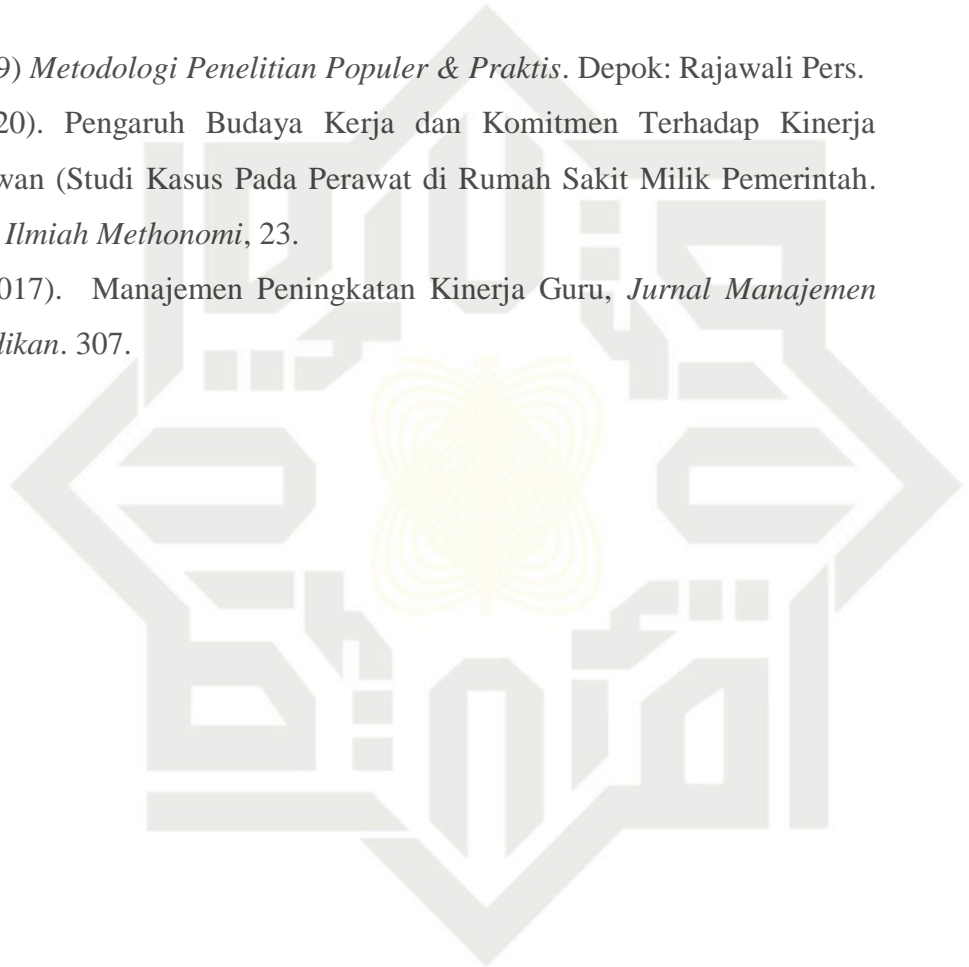 9) Metodologi Penelitian Populer & Praktis. Depok: Rajawali Pers.
20). Pengaruh Budaya Kerja dan Komitmen Terhadap Kinerja
wan (Studi Kasus Pada Perawat di Rumah Sakit Milik Pemerintah.
Ilmiah Methonomi, 23.
017). Manajemen Peningkatan Kinerja Guru, Jurnal Manajemen
dikan. 307.